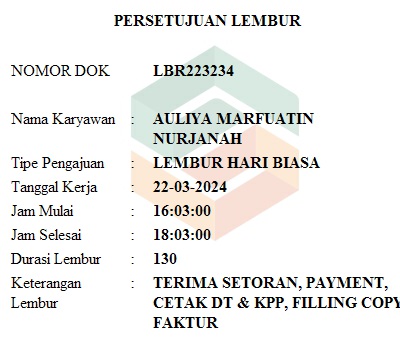 PERSETUJUAN LEMBUR
NOMOR DOK LBR223234
Nama Karyawan : AULIYA MARFUATIN
NURJANAH
Tipe Pengajuan : LEMBUR HARI BIASA
Tanggal Kerja : 22-03-2024
Jam Mulai : 16:03:00
Jam Selesai : 18:03:00
Durasi Lembur : 130
Keterangan : TERIMA SETORAN, PAYMENT,
Lembur CETAK DT & KPP, FILLING COPY
FAKTUR